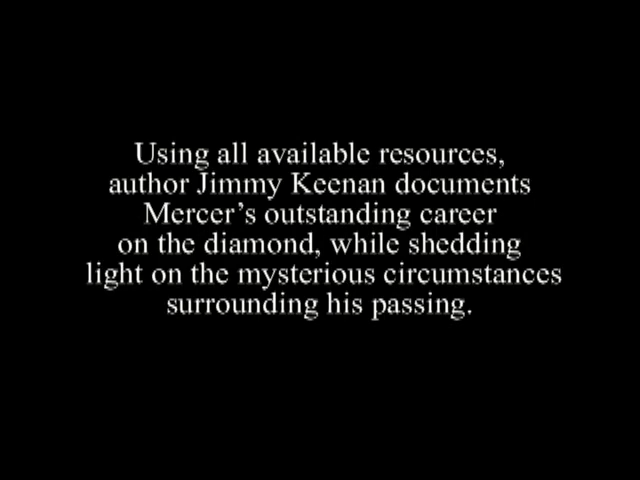 Using all available resources,
author Jimmy Keenan documents
Mercer’s outstanding career
on the diamond, while shedding
light on the mysterious circumstances
surrounding his passing.